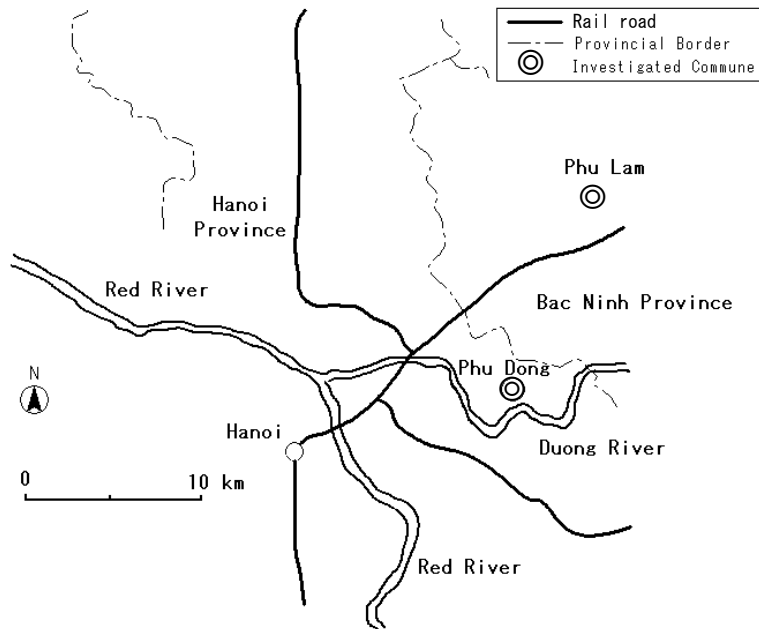 Rail road
Provincial Border
Investigated Commune
Phu Lam
Hanoi
Province
Red River
Bac Ninh Province
Phu Dong
N
Hanoi
Duong River
0 10 km
Red River